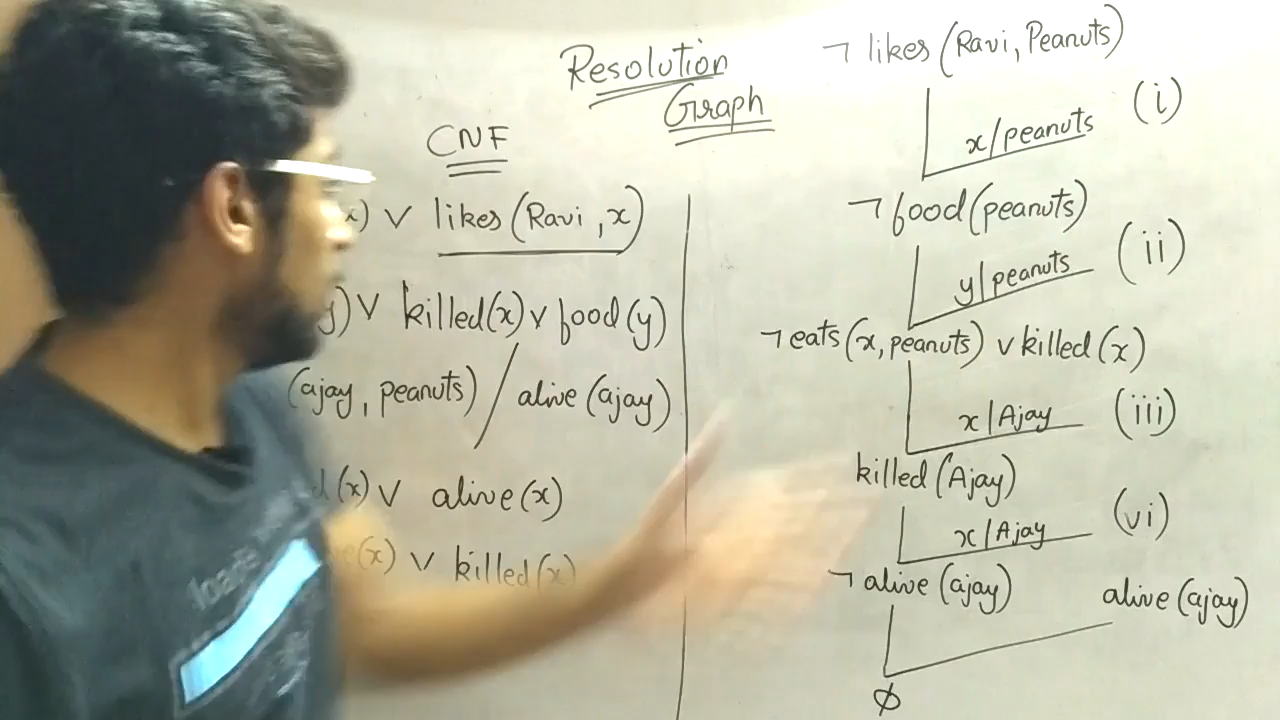 Resolution
Graph
CNF
x) ∨ likes (Ravi, x)
y) ∨ killed(x) ∨ food (y)
(ajay, peanuts) / alive (ajay)
d(x) ∨ alive(x)
e(x) ∨ killed(x)
¬ likes (Ravi, Peanuts)
x/peanuts (i)
¬ food (peanuts)
y|peanuts (ii)
¬ eats (x, peanuts) ∨ killed (x)
x|Ajay (iii)
killed (Ajay)
x|Ajay (vi)
¬ alive (ajay) alive (ajay)
ϕ